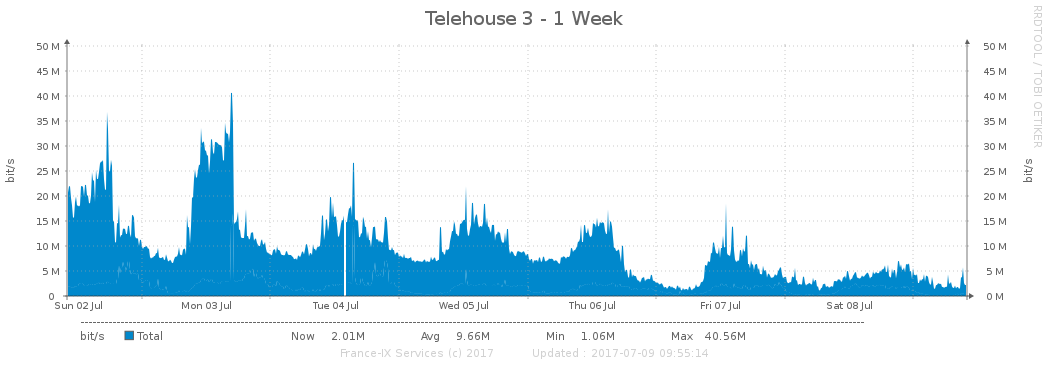 Telehouse 3 - 1 Week
RRDTOOL / TOBI OETIKER
50 M 50 M
45 M 45 M
40 M 40 M
35 M 35 M
30 M 30 M
25 M 25 M
20 M 20 M
15 M 15 M
10 M 10 M
5 M 5 M
0 0 M
bit/s
bit/s
Sun 02 Jul Mon 03 Jul Tue 04 Jul Wed 05 Jul Thu 06 Jul Fri 07 Jul Sat 08 Jul
bit/s Total Now 2.01M Avg 9.66M Min 1.06M Max 40.56M
France-IX Services (c) 2017 Updated : 2017-07-09 09:55:14